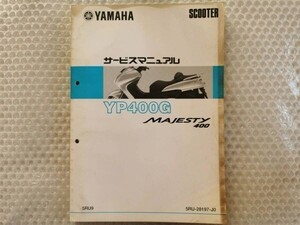 YAMAHA
SCOOTER
サービスマニュアル
YP400G
MAJESTY
400
5RU9
5RU-28197-J0